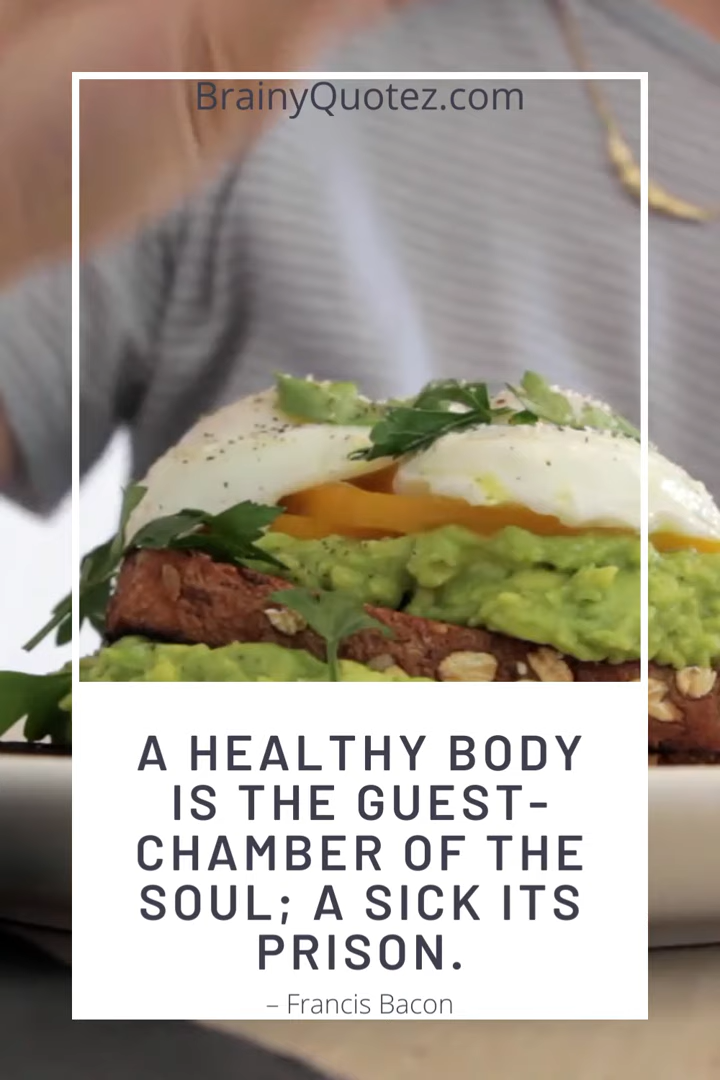 BrainyQuotez.com
A HEALTHY BODY
IS THE GUEST-
CHAMBER OF THE
SOUL; A SICK ITS
PRISON.
– Francis Bacon